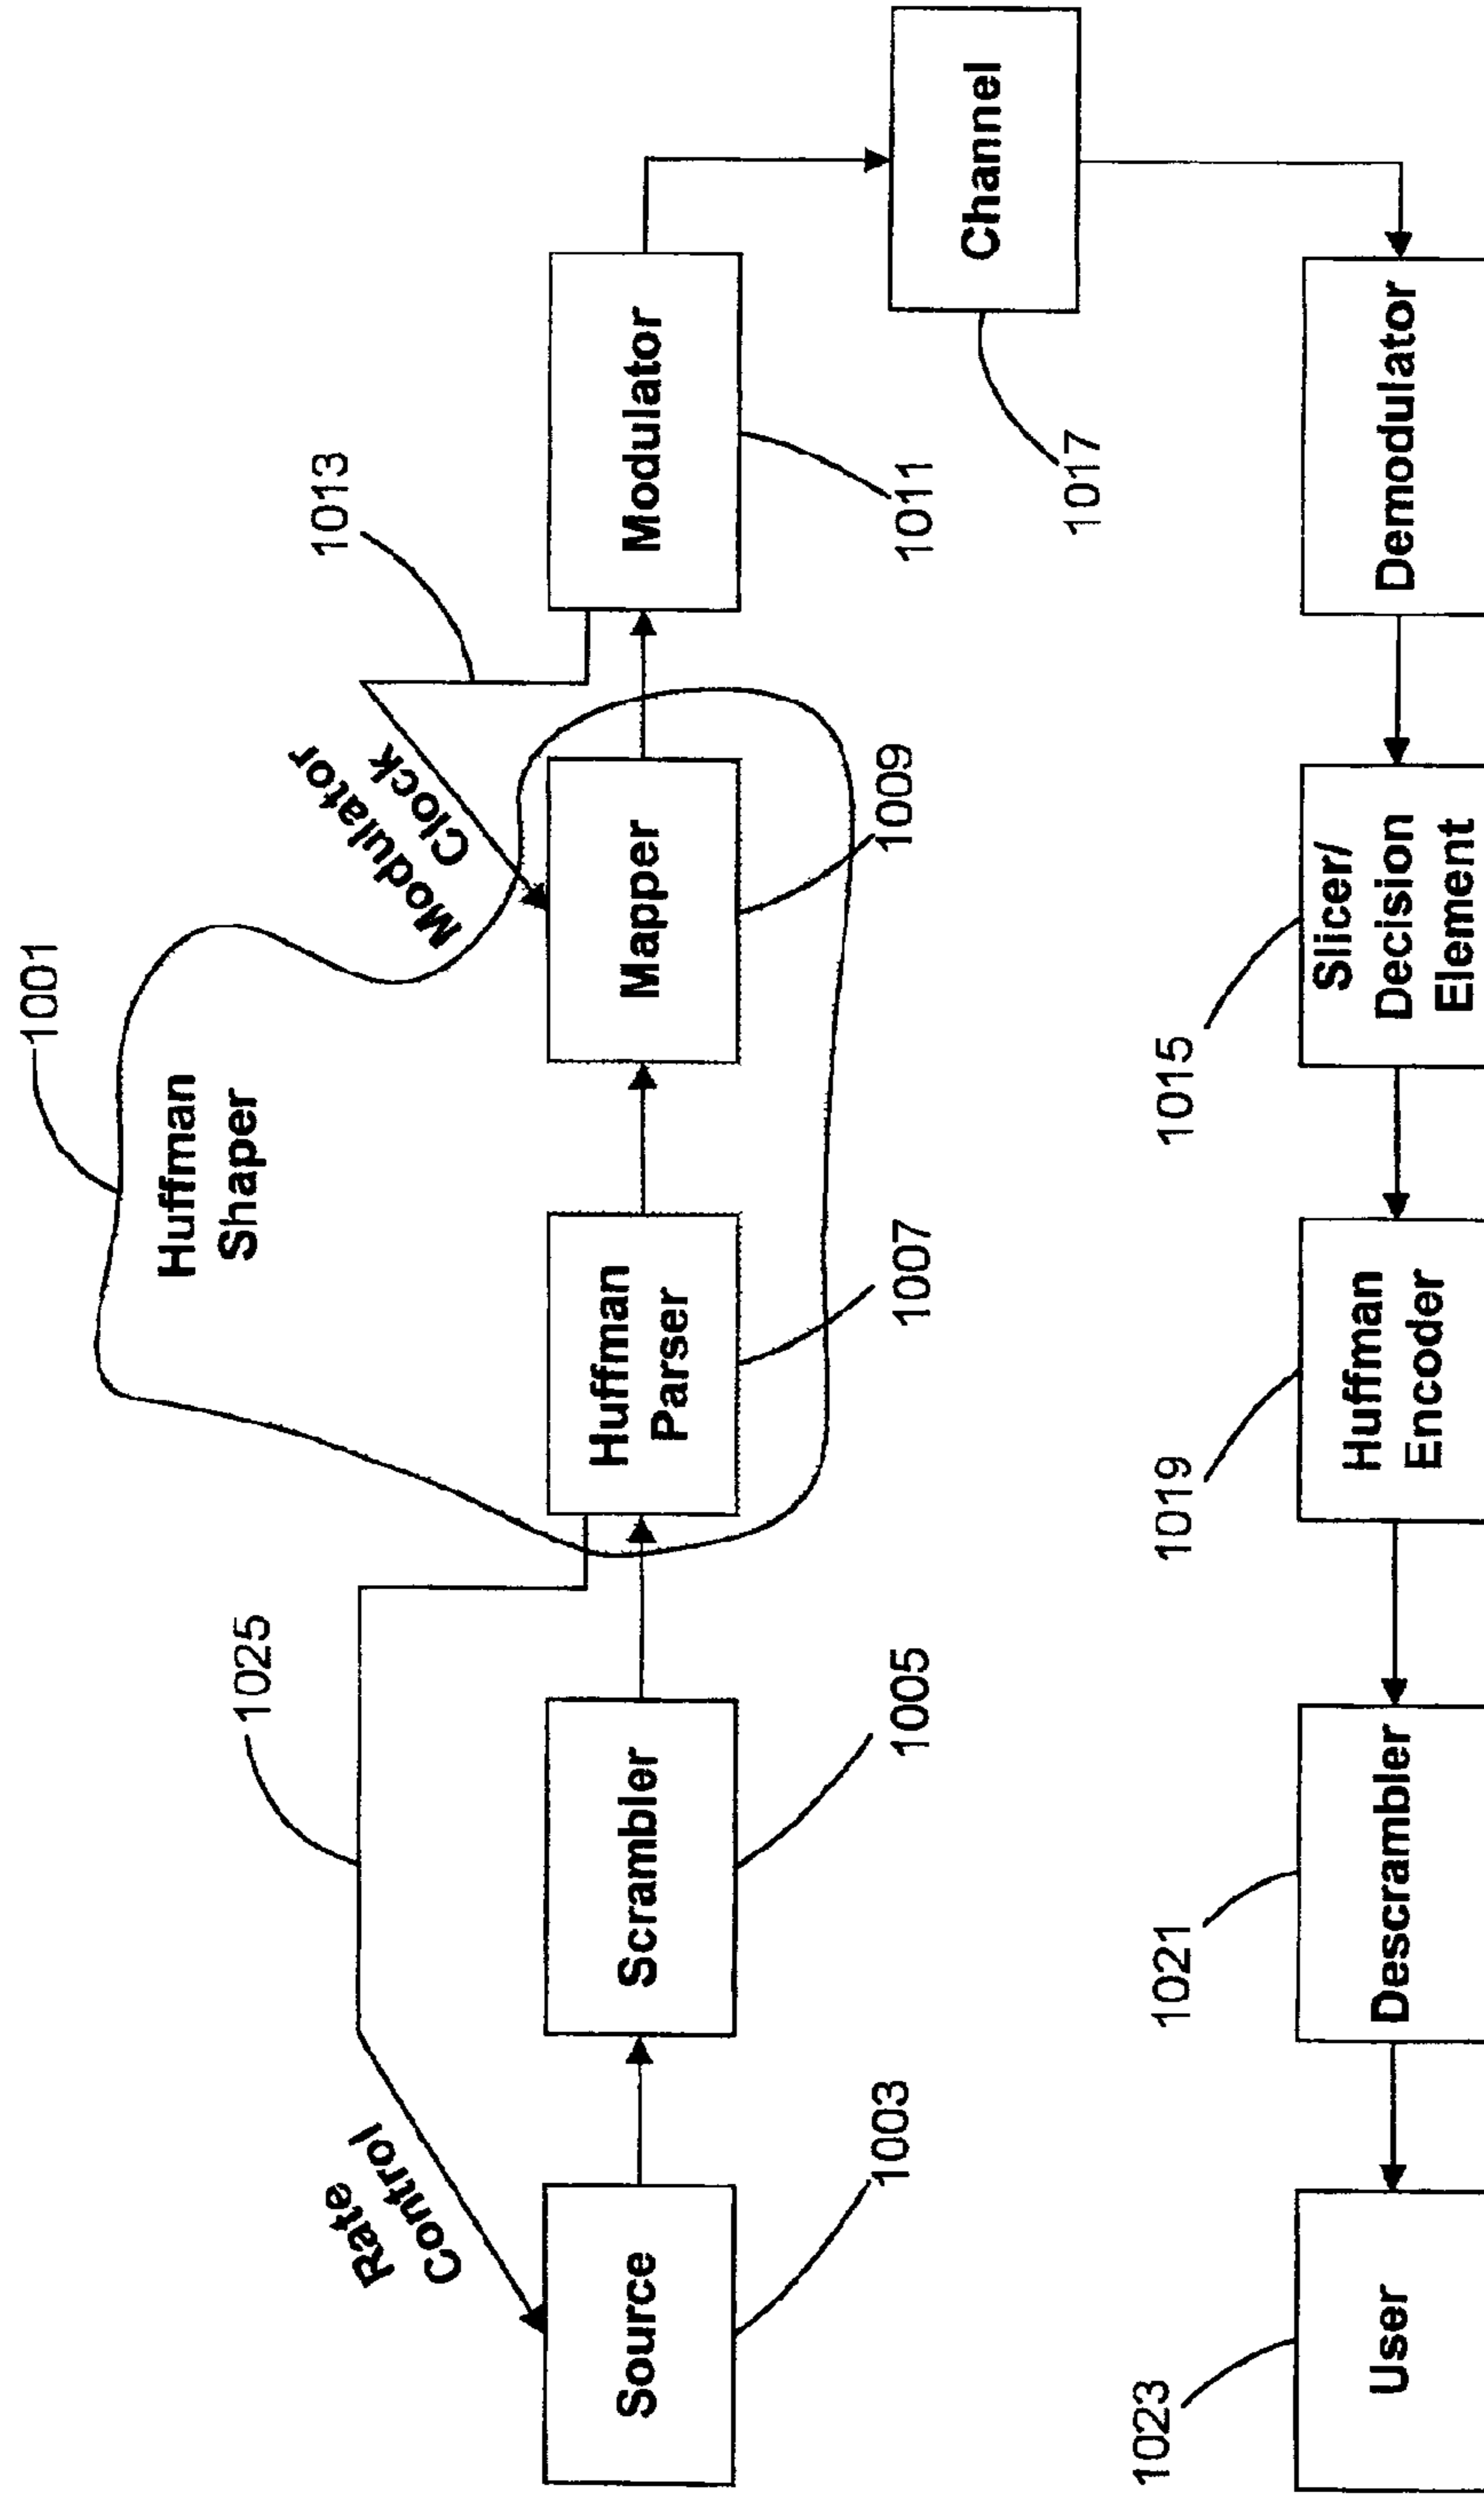 1001
Huffman
Shaper
1025
1013
Rate
Control
Modulator
Clock
Source
Scrambler
Huffman
Parser
Mapper
Modulator
1003
1005
1007
1009
1011
Channel
1017
1023
1021
1019
1015
User
Descrambler
Huffman
Encoder
Slicer/
Decision
Element
Demodulator